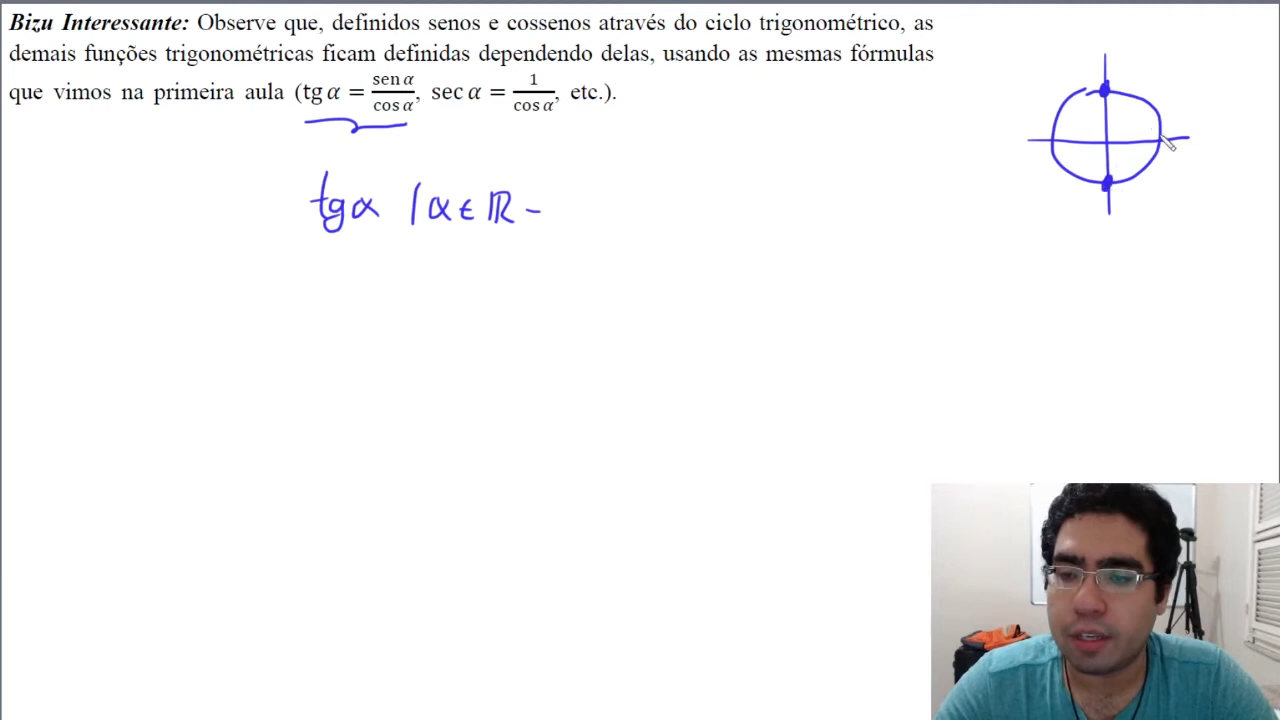 Bizu Interessante: Observe que, definidos senos e cossenos através do ciclo trigonométrico, as
demais funções trigonométricas ficam definidas dependendo delas, usando as mesmas fórmulas
que vimos na primeira aula (tg α = sen α / cos α, sec α = 1 / cos α, etc.).
tg α / α ∈ ℝ -